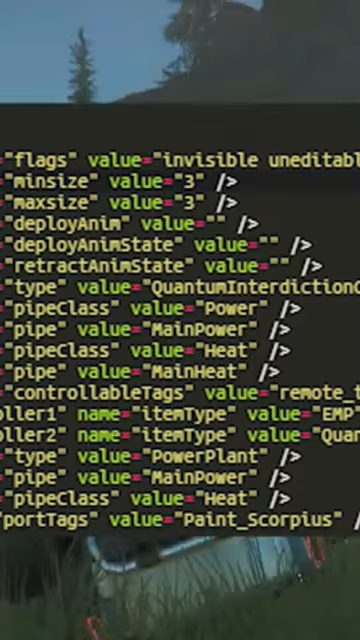 ="flags" value="invisible uneditabl
="minsize" value="3" />
="maxsize" value="3" />
="deployAnim" value="" />
="deployAnimState" value="" />
="retractAnimState" value="" />
="type" value="QuantumInterdictionG
="pipeClass" value="Power" />
="pipe" value="MainPower" />
="pipeClass" value="Heat" />
="pipe" value="MainHeat" />
="controllableTags" value="remote_t
oller1" name="itemType" value="EMP"
oller2" name="itemType" value="Quan
="type" value="PowerPlant" />
="pipe" value="MainPower" />
="pipeClass" value="Heat" />
"portTags" value="Paint_Scorpius" /